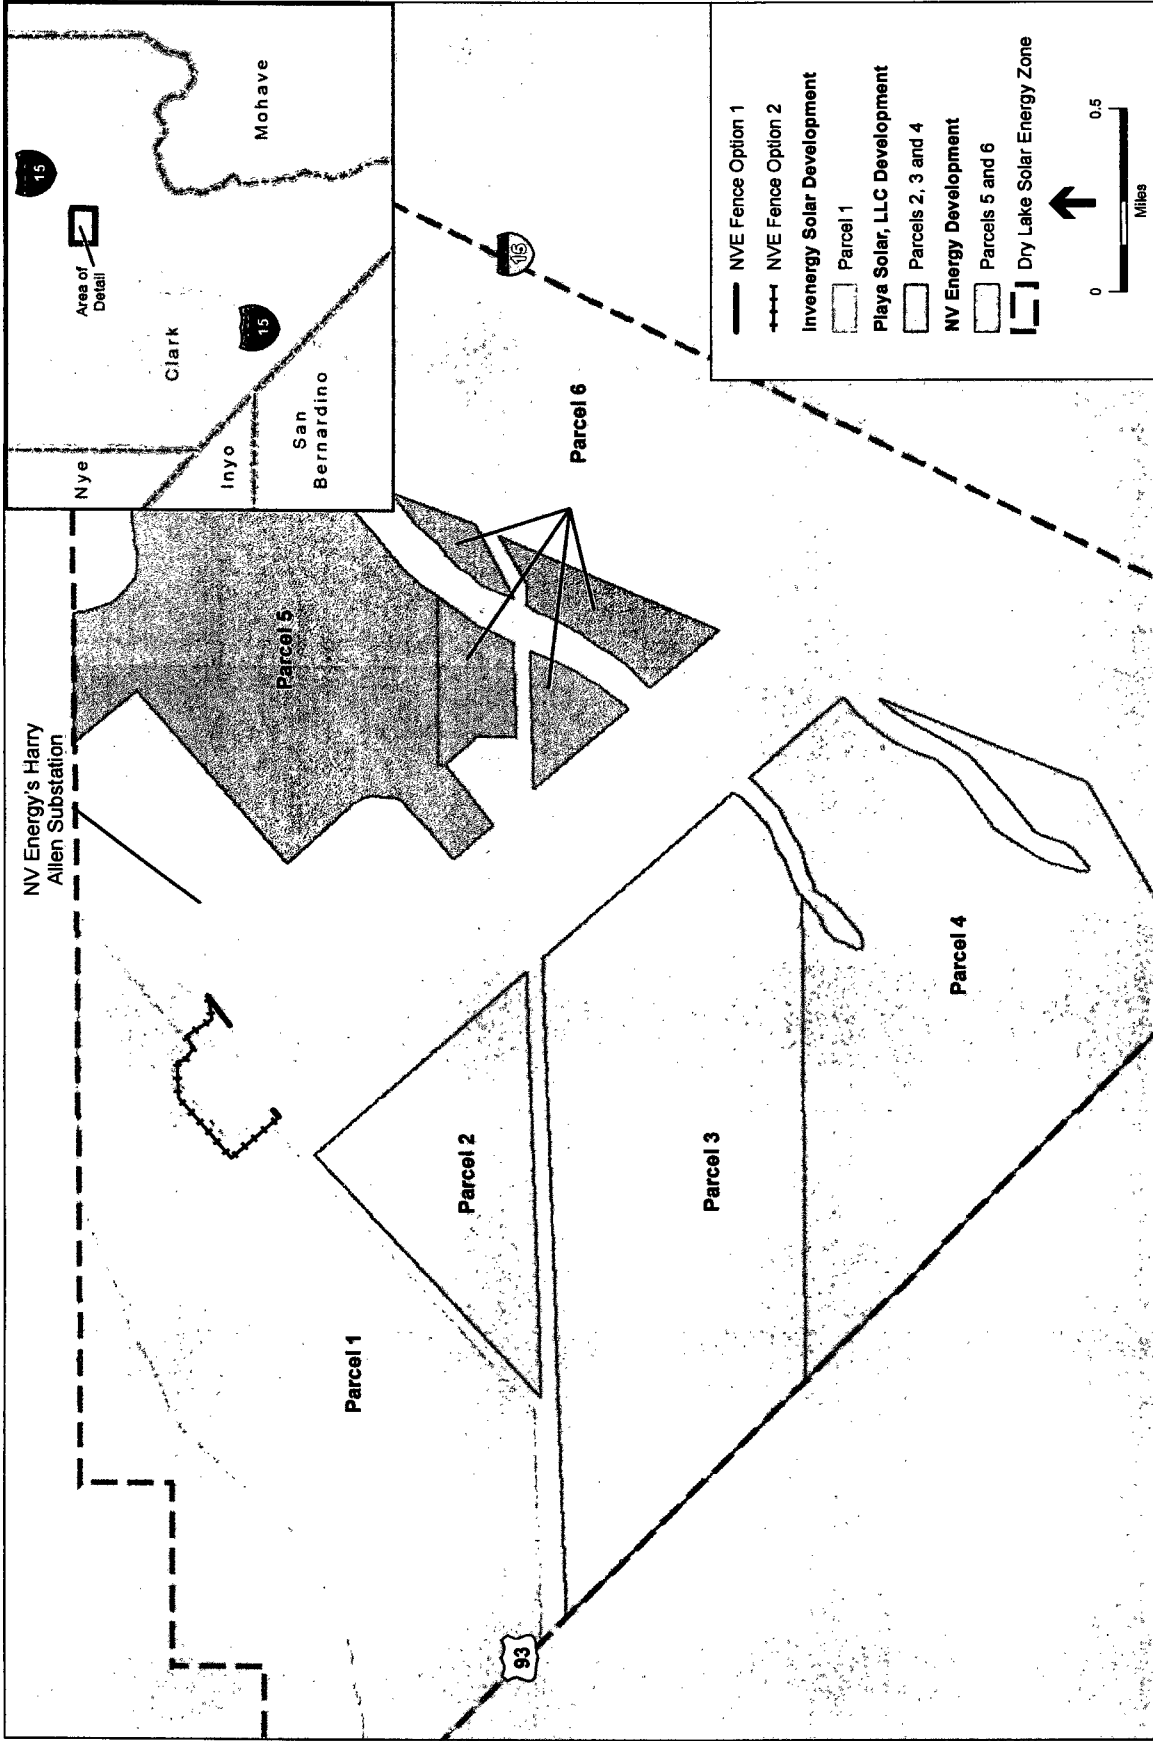 NV Energy's Harry
Allen Substation
Parcel 1
Parcel 2
Parcel 3
Parcel 4
Parcel 5
Parcel 6
93
15
Nye
Inyo
San
Bernardino
Clark
Mohave
Area of
Detail
15
15
NVE Fence Option 1
NVE Fence Option 2
Invenergy Solar Development
Parcel 1
Playa Solar, LLC Development
Parcels 2, 3 and 4
NV Energy Development
Parcels 5 and 6
Dry Lake Solar Energy Zone
0
0.5
Miles